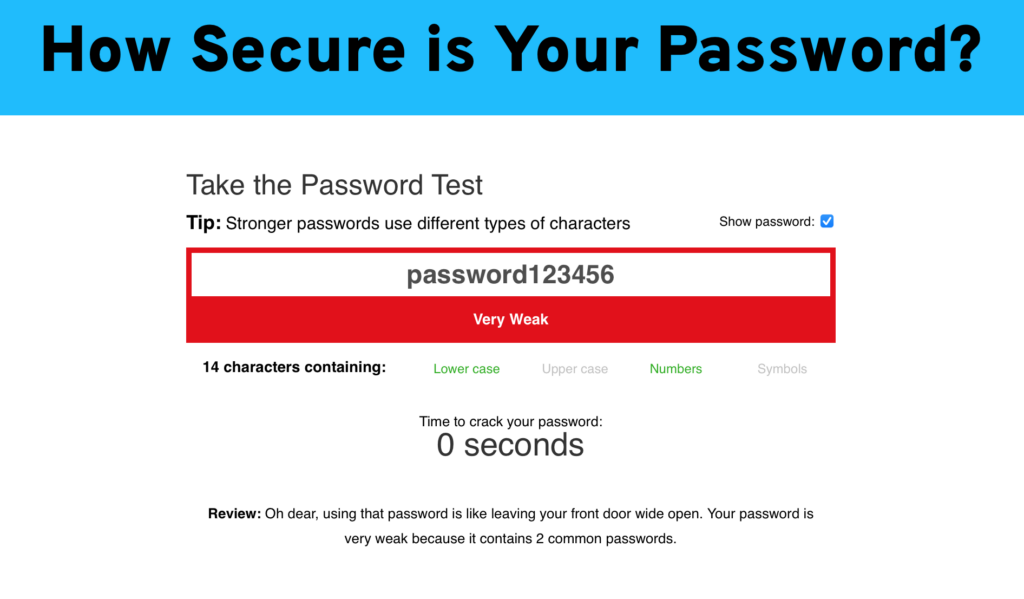 How Secure is Your Password?
Take the Password Test
Tip: Stronger passwords use different types of characters
Show password:
password123456
Very Weak
14 characters containing:
Lower case
Upper case
Numbers
Symbols
Time to crack your password:
0 seconds
Review: Oh dear, using that password is like leaving your front door wide open. Your password is
very weak because it contains 2 common passwords.